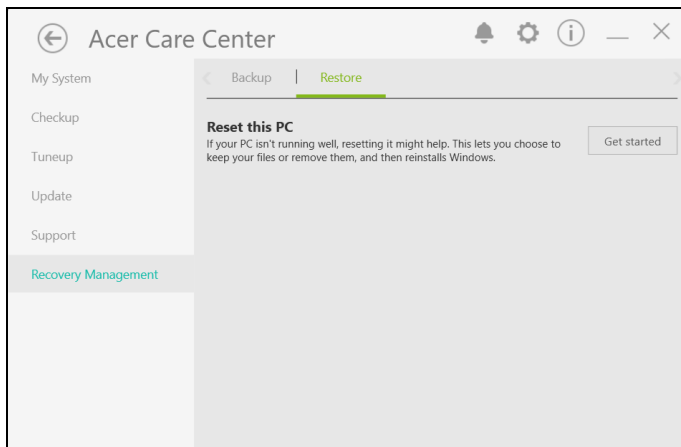 Acer Care Center
My System
Checkup
Tuneup
Update
Support
Recovery Management
Backup
Restore
Reset this PC
If your PC isn't running well, resetting it might help. This lets you choose to
keep your files or remove them, and then reinstalls Windows.
Get started